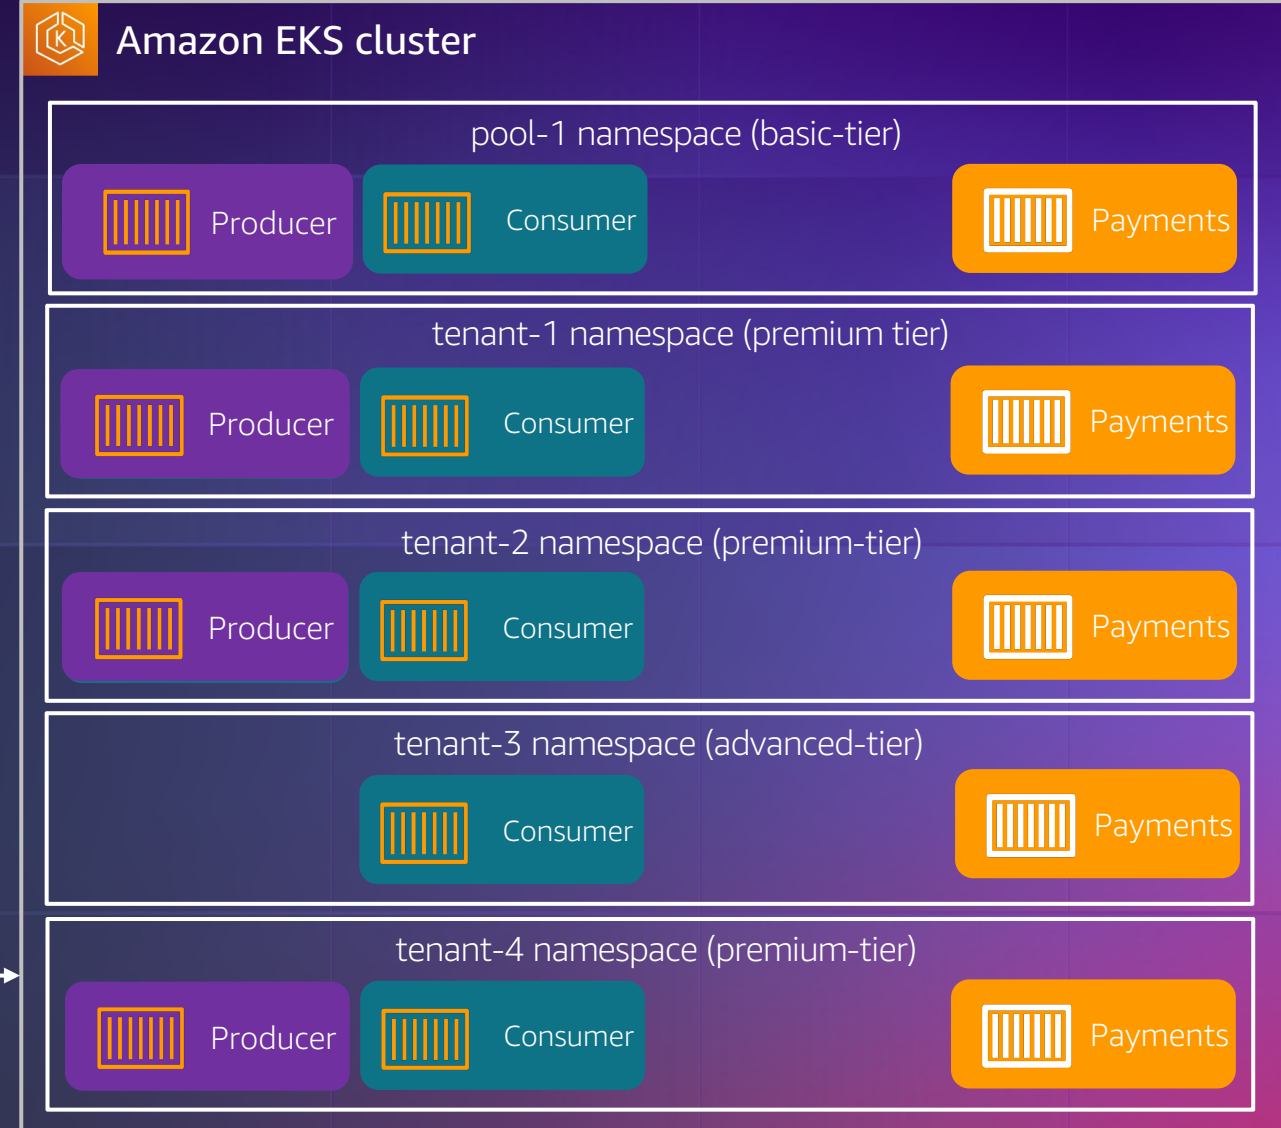 K
Amazon EKS cluster
pool-1 namespace (basic-tier)
Producer
Consumer
Payments
tenant-1 namespace (premium tier)
Producer
Consumer
Payments
tenant-2 namespace (premium-tier)
Producer
Consumer
Payments
tenant-3 namespace (advanced-tier)
Consumer
Payments
tenant-4 namespace (premium-tier)
Producer
Consumer
Payments